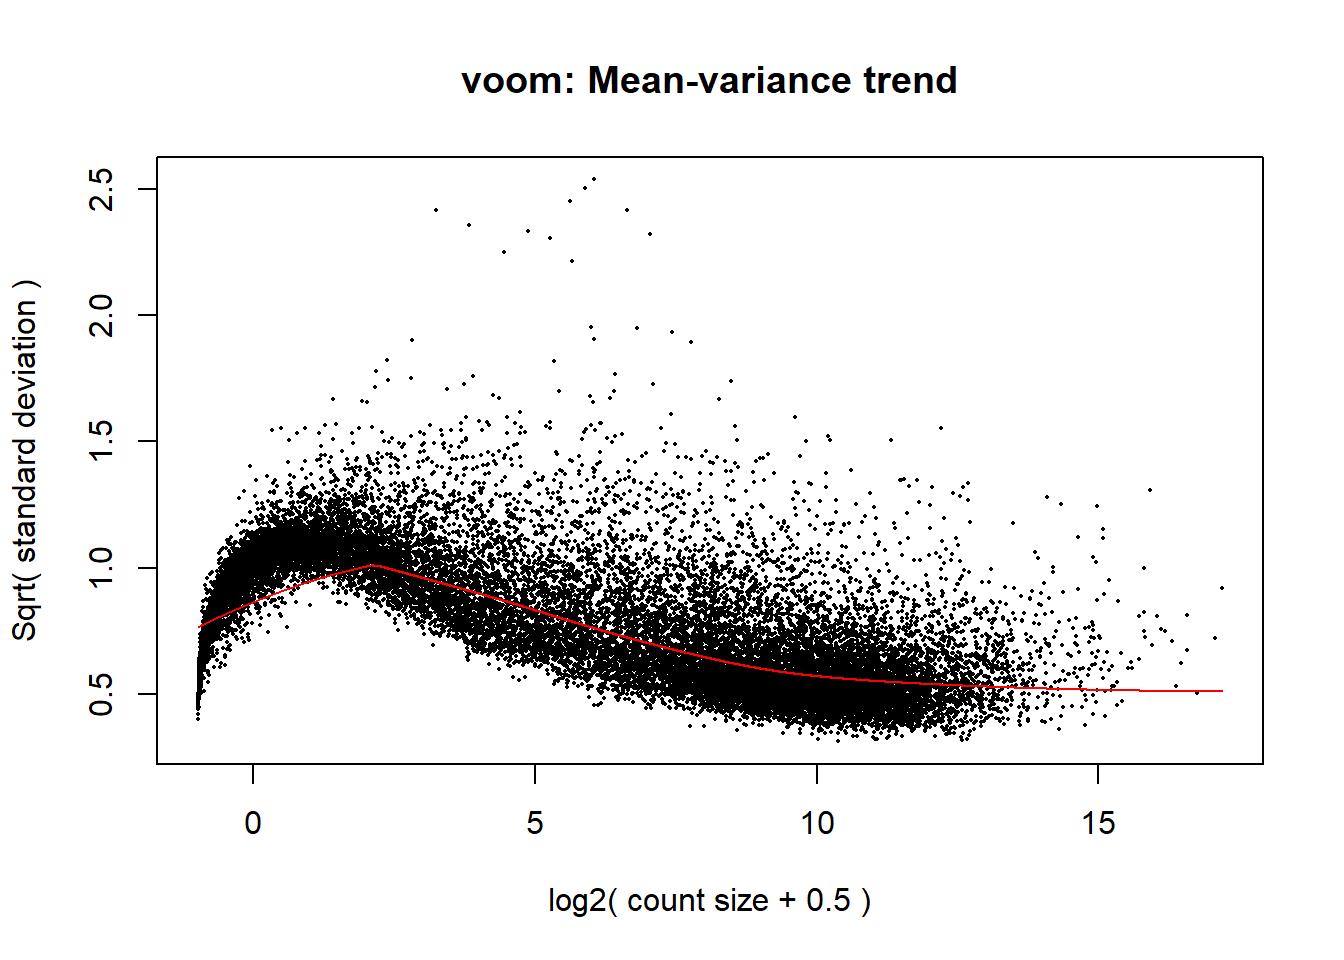 voom: Mean-variance trend
Sqrt( standard deviation )
2.5
2.0
1.5
1.0
0.5
0 5 10 15
log2( count size + 0.5 )